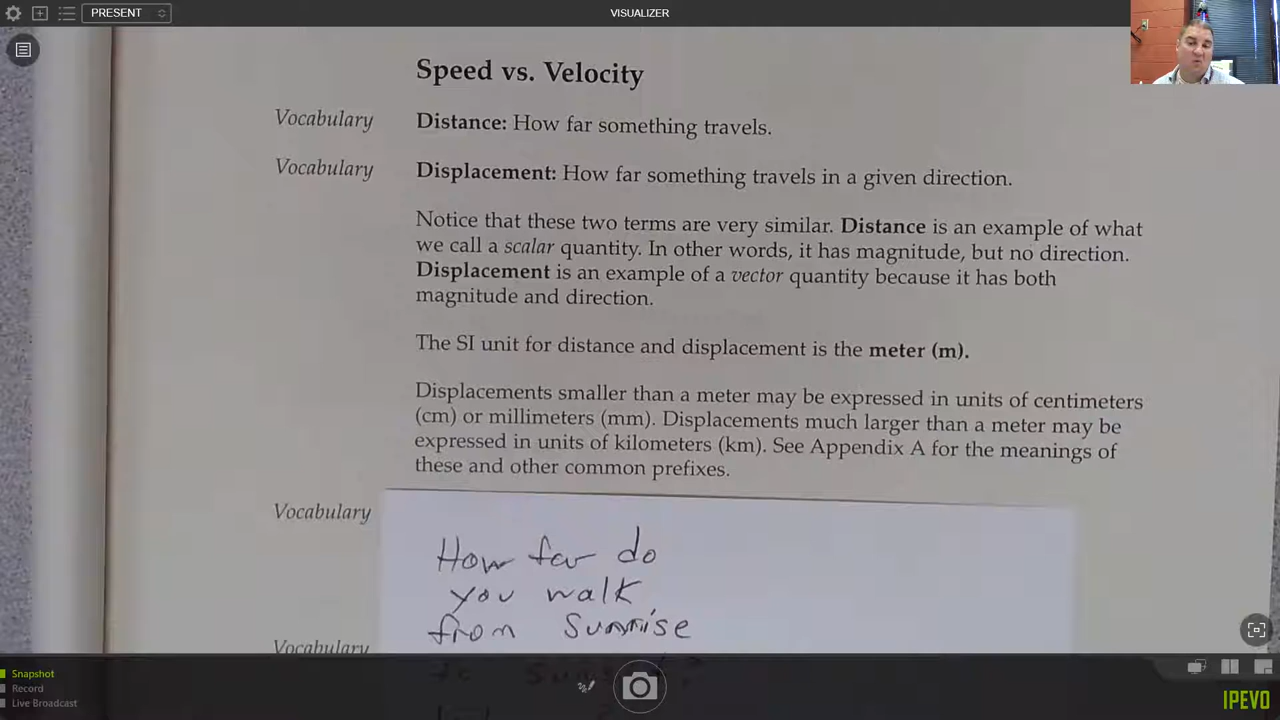 PRESENT
VISUALIZER
Speed vs. Velocity
Vocabulary
Distance: How far something travels.
Vocabulary
Displacement: How far something travels in a given direction.
Notice that these two terms are very similar. Distance is an example of what
we call a scalar quantity. In other words, it has magnitude, but no direction.
Displacement is an example of a vector quantity because it has both
magnitude and direction.
The SI unit for distance and displacement is the meter (m).
Displacements smaller than a meter may be expressed in units of centimeters
(cm) or millimeters (mm). Displacements much larger than a meter may be
expressed in units of kilometers (km). See Appendix A for the meanings of
these and other common prefixes.
Vocabulary
How far do
you walk
from Sunrise
Vocabulary
Snapshot
Record
Live Broadcast
IPEVO